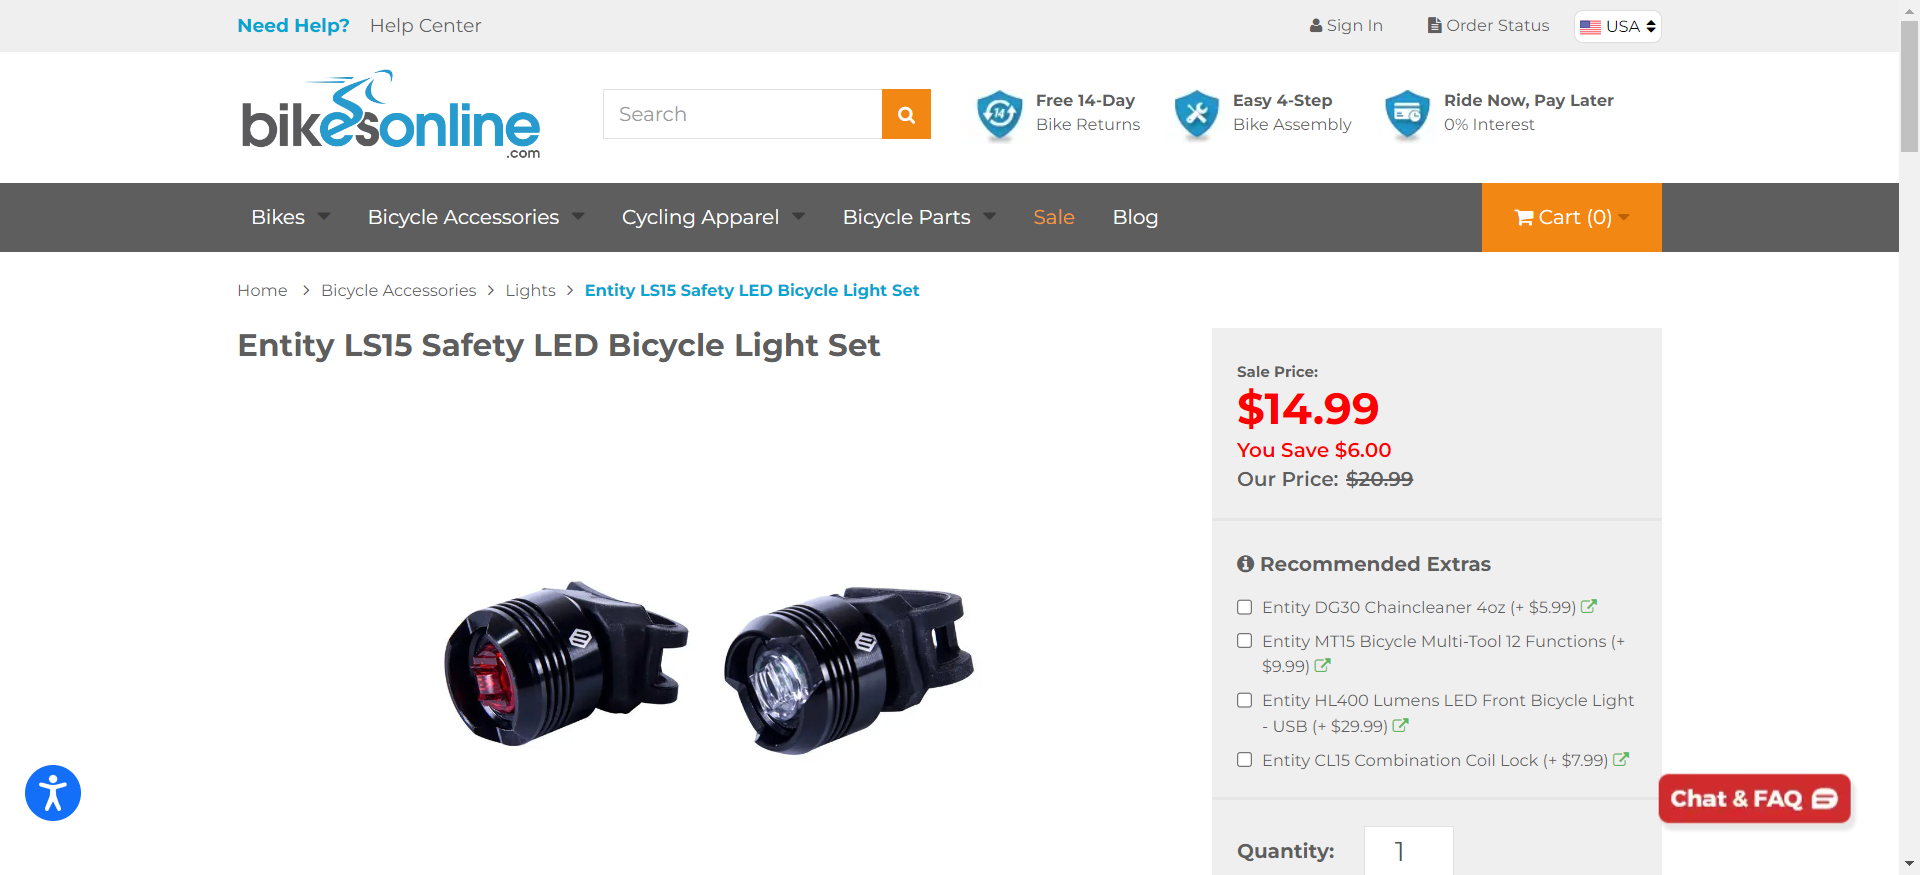 Need Help? Help Center
Sign In Order Status USA
bikesonline
.com
Search
14
Free 14-Day
Bike Returns
Easy 4-Step
Bike Assembly
Ride Now, Pay Later
0% Interest
Bikes Bicycle Accessories Cycling Apparel Bicycle Parts Sale Blog
Cart (0)
Home Bicycle Accessories Lights Entity LS15 Safety LED Bicycle Light Set
Entity LS15 Safety LED Bicycle Light Set
Sale Price:
$14.99
You Save $6.00
Our Price: $20.99
Recommended Extras
Entity DG30 Chaincleaner 4oz (+ $5.99)
Entity MT15 Bicycle Multi-Tool 12 Functions (+
$9.99)
Entity HL400 Lumens LED Front Bicycle Light
- USB (+ $29.99)
Entity CL15 Combination Coil Lock (+ $7.99)
Chat & FAQ
Quantity: 1